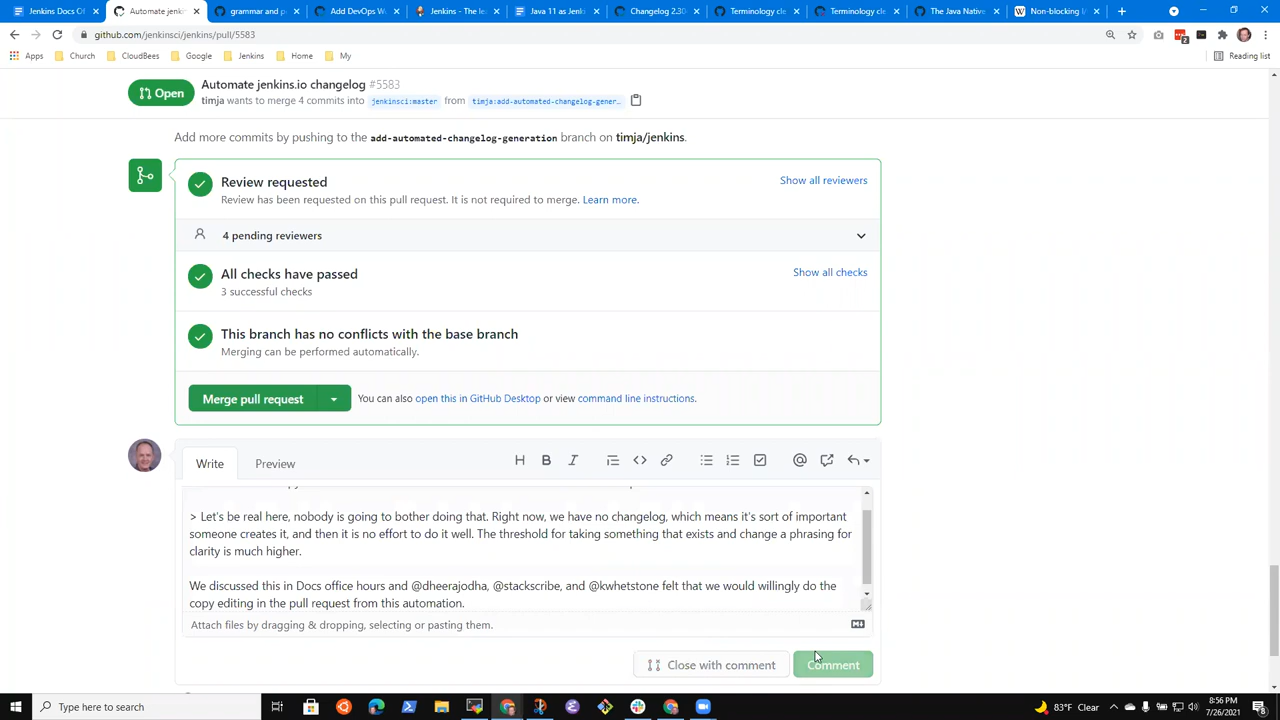 Jenkins Docs Of
Automate jenki
grammar and p
Add DevOps W
Jenkins - The le
Java 11 as Jenk
Changelog 2.30
Terminology cle
Terminology cle
The Java Native
Non-blocking I/
github.com/jenkinsci/jenkins/pull/5583
Apps
Church
CloudBees
Google
Jenkins
Home
My
Reading list
Open
Automate jenkins.io changelog #5583
timja wants to merge 4 commits into jenkinsci:master from timja:add-automated-changelog-gener…
Add more commits by pushing to the add-automated-changelog-generation branch on timja/jenkins.
Review requested
Show all reviewers
Review has been requested on this pull request. It is not required to merge. Learn more.
4 pending reviewers
All checks have passed
Show all checks
3 successful checks
This branch has no conflicts with the base branch
Merging can be performed automatically.
Merge pull request
You can also open this in GitHub Desktop or view command line instructions.
Write
Preview
> Let's be real here, nobody is going to bother doing that. Right now, we have no changelog, which means it's sort of important
someone creates it, and then it is no effort to do it well. The threshold for taking something that exists and change a phrasing for
clarity is much higher.
We discussed this in Docs office hours and @dheerajodha, @stackscribe, and @kwhetstone felt that we would willingly do the
copy editing in the pull request from this automation.
Attach files by dragging & dropping, selecting or pasting them.
Close with comment
Comment
Type here to search
83°F Clear
8:56 PM
7/26/2021